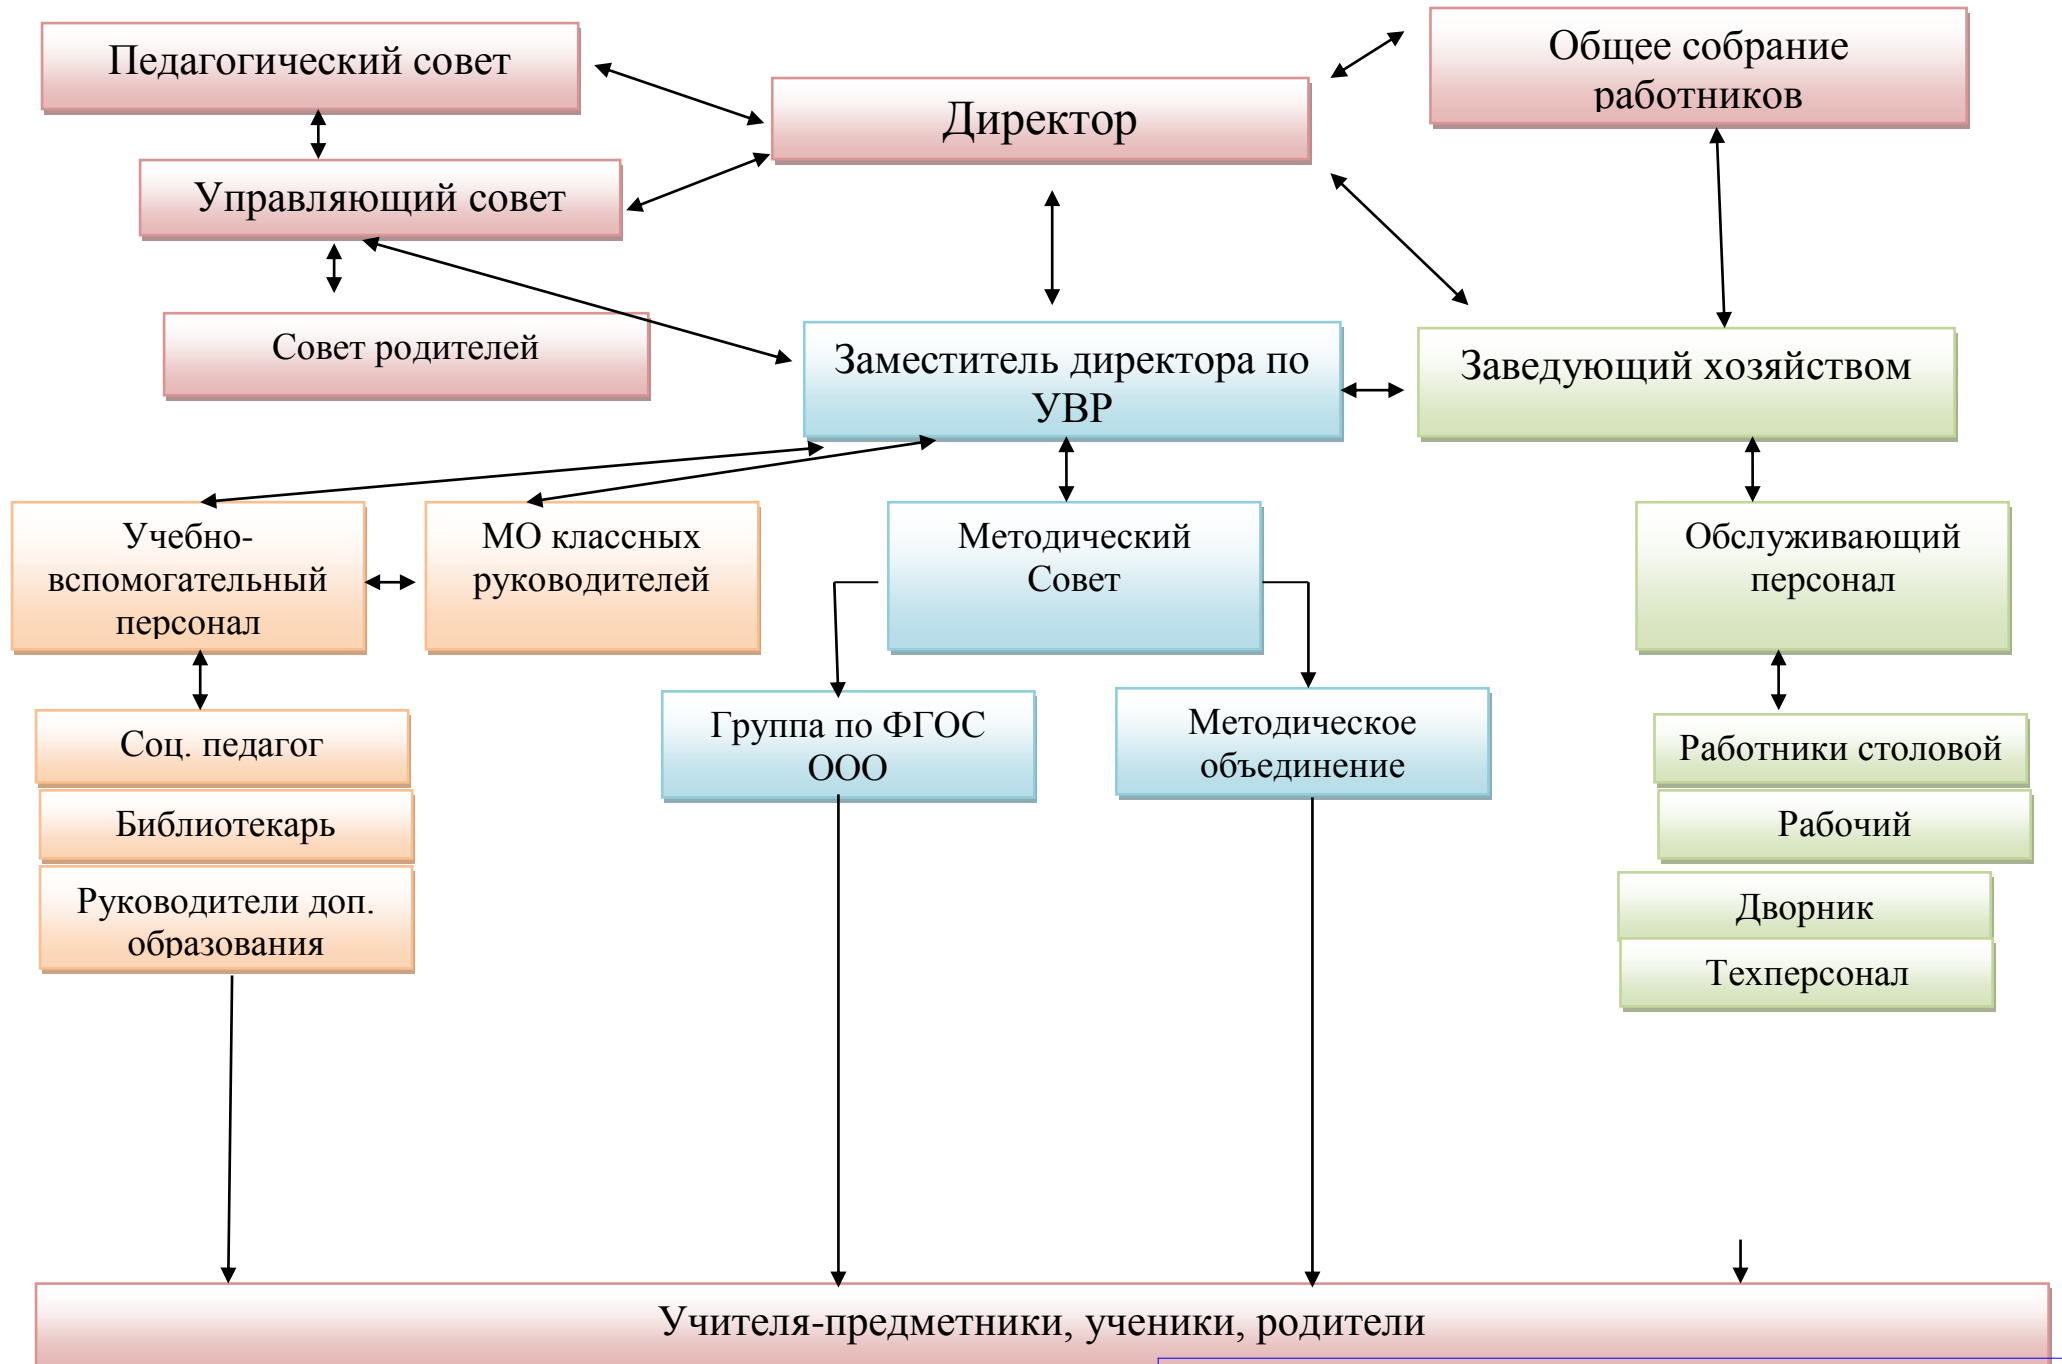 Педагогический совет
Общее собрание
работников
Директор
Управляющий совет
Совет родителей
Заместитель директора по
УВР
Заведующий хозяйством
Учебно-
вспомогательный
персонал
МО классных
руководителей
Методический
Совет
Обслуживающий
персонал
Соц. педагог
Библиотекарь
Руководители доп.
образования
Группа по ФГОС
ООО
Методическое
объединение
Работники столовой
Рабочий
Дворник
Техперсонал
Учителя-предметники, ученики, родители